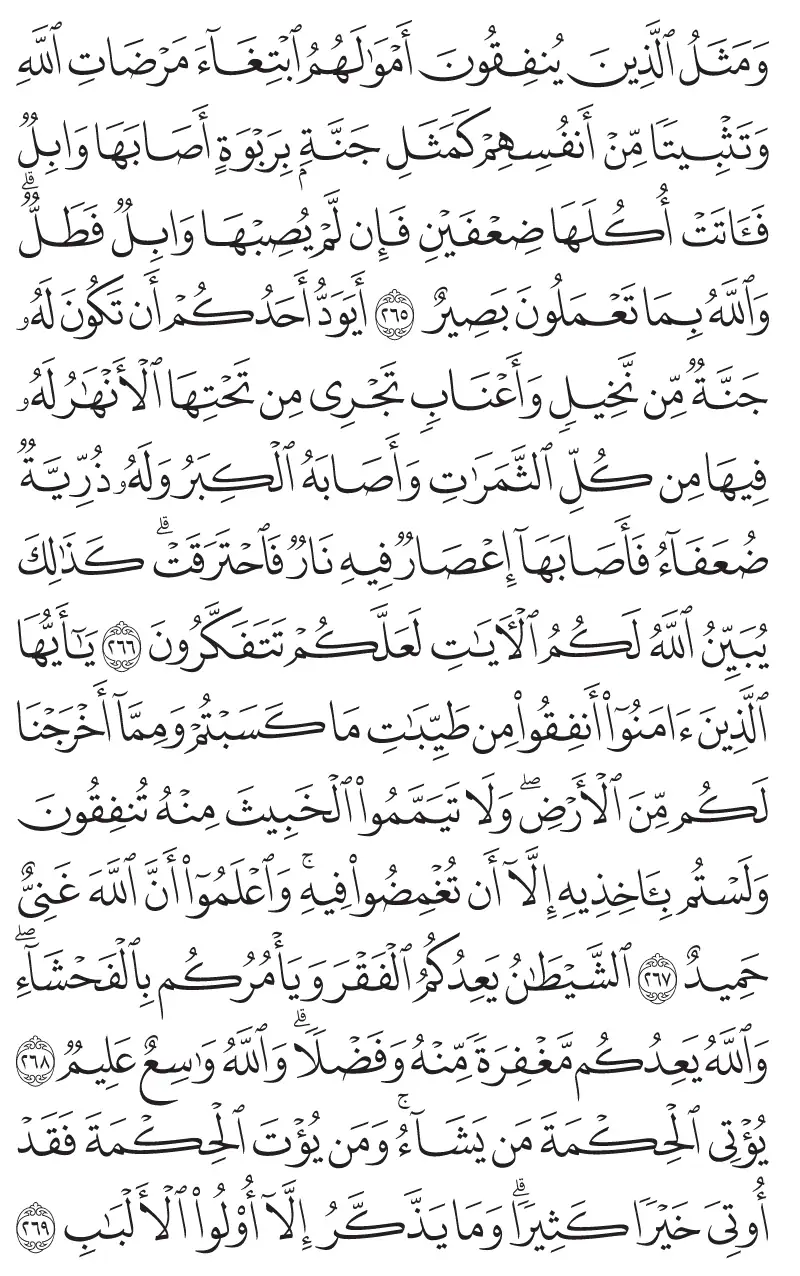 وَمَثَلُ ٱلَّذِينَ يُنفِقُونَ أَمْوَٰلَهُمُ ٱبْتِغَآءَ مَرْضَاتِ ٱللَّهِ
وَتَثْبِيتًا مِّنْ أَنفُسِهِمْ كَمَثَلِ جَنَّةٍۭ بِرَبْوَةٍ أَصَابَهَا وَابِلٌ
فَـَٔاتَتْ أُكُلَهَا ضِعْفَيْنِ فَإِن لَّمْ يُصِبْهَا وَابِلٌ فَطَلٌّ ۗ
وَٱللَّهُ بِمَا تَعْمَلُونَ بَصِيرٌ ٢٦٥ أَيَوَدُّ أَحَدُكُمْ أَن تَكُونَ لَهُۥ
جَنَّةٌ مِّن نَّخِيلٍ وَأَعْنَابٍ تَجْرِى مِن تَحْتِهَا ٱلْأَنْهَٰرُ لَهُۥ
فِيهَا مِن كُلِّ ٱلثَّمَرَٰتِ وَأَصَابَهُ ٱلْكِبَرُ وَلَهُۥ ذُرِّيَّةٌ
ضُعَفَآءُ فَأَصَابَهَآ إِعْصَارٌ فِيهِ نَارٌ فَٱحْتَرَقَتْ ۗ كَذَٰلِكَ
يُبَيِّنُ ٱللَّهُ لَكُمُ ٱلْـَٔايَٰتِ لَعَلَّكُمْ تَتَفَكَّرُونَ ٢٦٦ يَٰٓأَيُّهَا
ٱلَّذِينَ ءَامَنُوٓا۟ أَنفِقُوا۟ مِن طَيِّبَٰتِ مَا كَسَبْتُمْ وَمِمَّآ أَخْرَجْنَا
لَكُم مِّنَ ٱلْأَرْضِ ۖ وَلَا تَيَمَّمُوا۟ ٱلْخَبِيثَ مِنْهُ تُنفِقُونَ
وَلَسْتُم بِـَٔاخِذِيهِ إِلَّآ أَن تُغْمِضُوا۟ فِيهِ ۚ وَٱعْلَمُوٓا۟ أَنَّ ٱللَّهَ غَنِىٌّ
حَمِيدٌ ٢٦٧ ٱلشَّيْطَٰنُ يَعِدُكُمُ ٱلْفَقْرَ وَيَأْمُرُكُم بِٱلْفَحْشَآءِ ۖ
وَٱللَّهُ يَعِدُكُم مَّغْفِرَةً مِّنْهُ وَفَضْلًا ۗ وَٱللَّهُ وَٰسِعٌ عَلِيمٌ ٢٦٨
يُؤْتِى ٱلْحِكْمَةَ مَن يَشَآءُ ۚ وَمَن يُؤْتَ ٱلْحِكْمَةَ فَقَدْ
أُوتِىَ خَيْرًا كَثِيرًا ۗ وَمَا يَذَّكَّرُ إِلَّآ أُو۟لُوا۟ ٱلْأَلْبَٰبِ ٢٦٩